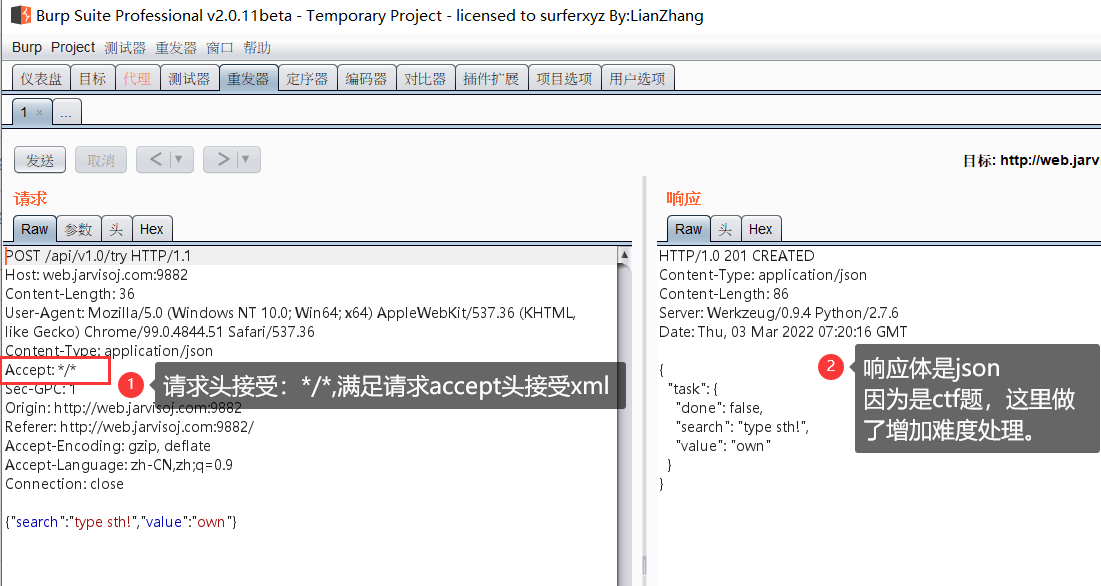 Burp Suite Professional v2.0.11beta - Temporary Project - licensed to surferxyz By:LianZhang
Burp Project 测试器 重发器 窗口 帮助
仪表盘 目标 代理 测试器 重发器 定序器 编码器 对比器 插件扩展 项目选项 用户选项
1 × ...
发送 取消 < ▼ > ▼ 目标: http://web.jarv
请求
Raw 参数 头 Hex
POST /api/v1.0/try HTTP/1.1
Host: web.jarvisoj.com:9882
Content-Length: 36
User-Agent: Mozilla/5.0 (Windows NT 10.0; Win64; x64) AppleWebKit/537.36 (KHTML,
like Gecko) Chrome/99.0.4844.51 Safari/537.36
Content-Type: application/json
Accept: */*
Sec-GPC: 1
Origin: http://web.jarvisoj.com:9882
Referer: http://web.jarvisoj.com:9882/
Accept-Encoding: gzip, deflate
Accept-Language: zh-CN,zh;q=0.9
Connection: close
{"search":"type sth!","value":"own"}
1 请求头接受：*/*,满足请求accept头接受xml
响应
Raw 头 Hex
HTTP/1.0 201 CREATED
Content-Type: application/json
Content-Length: 86
Server: Werkzeug/0.9.4 Python/2.7.6
Date: Thu, 03 Mar 2022 07:20:16 GMT
{
"task": {
"done": false,
"search": "type sth!",
"value": "own"
}
}
2 响应体是json
因为是ctf题，这里做
了增加难度处理。